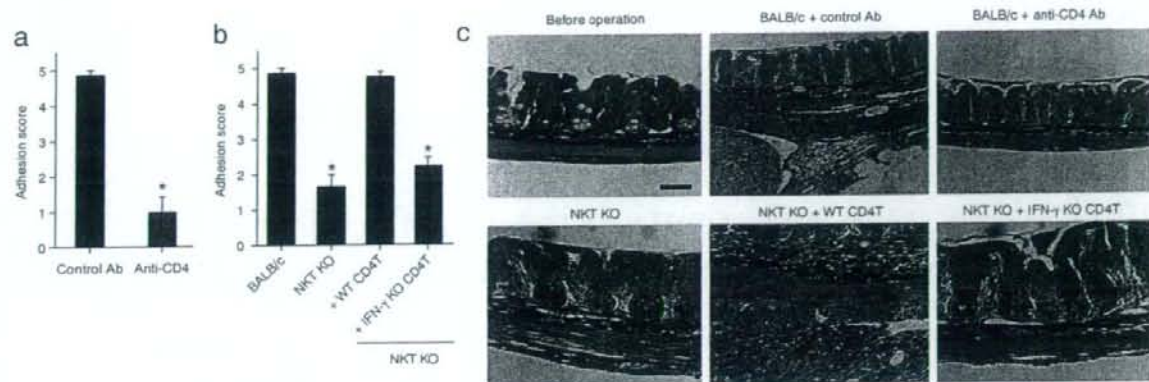 a
Adhesion score
5
4
3
2
1
0
Control Ab
Anti-CD4
*
b
Adhesion score
5
4
3
2
1
0
BALB/c
NKT KO
+ WT CD4T
+ IFN-γ KO CD4T
*
*
NKT KO
c
Before operation
BALB/c + control Ab
BALB/c + anti-CD4 Ab
NKT KO
NKT KO + WT CD4T
NKT KO + IFN-γ KO CD4T